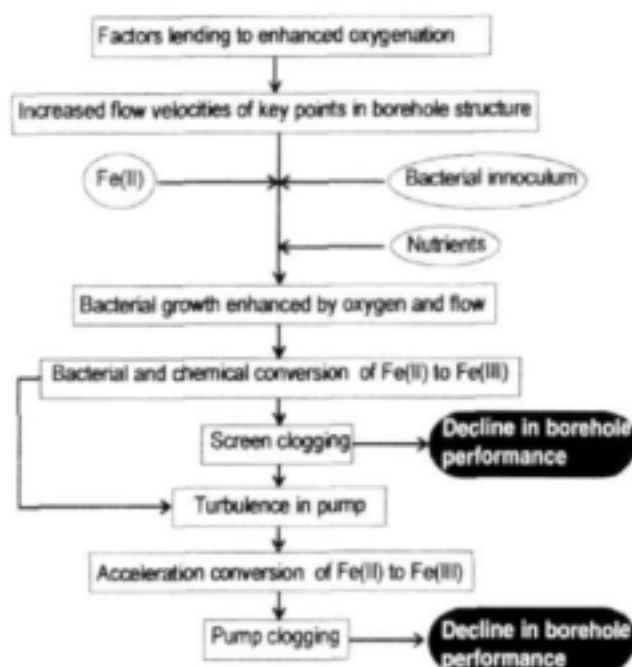 Factors lending to enhanced oxygenation
Increased flow velocities of key points in borehole structure
Fe(II)
Bacterial innoculum
Nutrients
Bacterial growth enhanced by oxygen and flow
Bacterial and chemical conversion of Fe(II) to Fe(III)
Screen clogging
Decline in borehole
performance
Turbulence in pump
Acceleration conversion of Fe(II) to Fe(III)
Pump clogging
Decline in borehole
performance